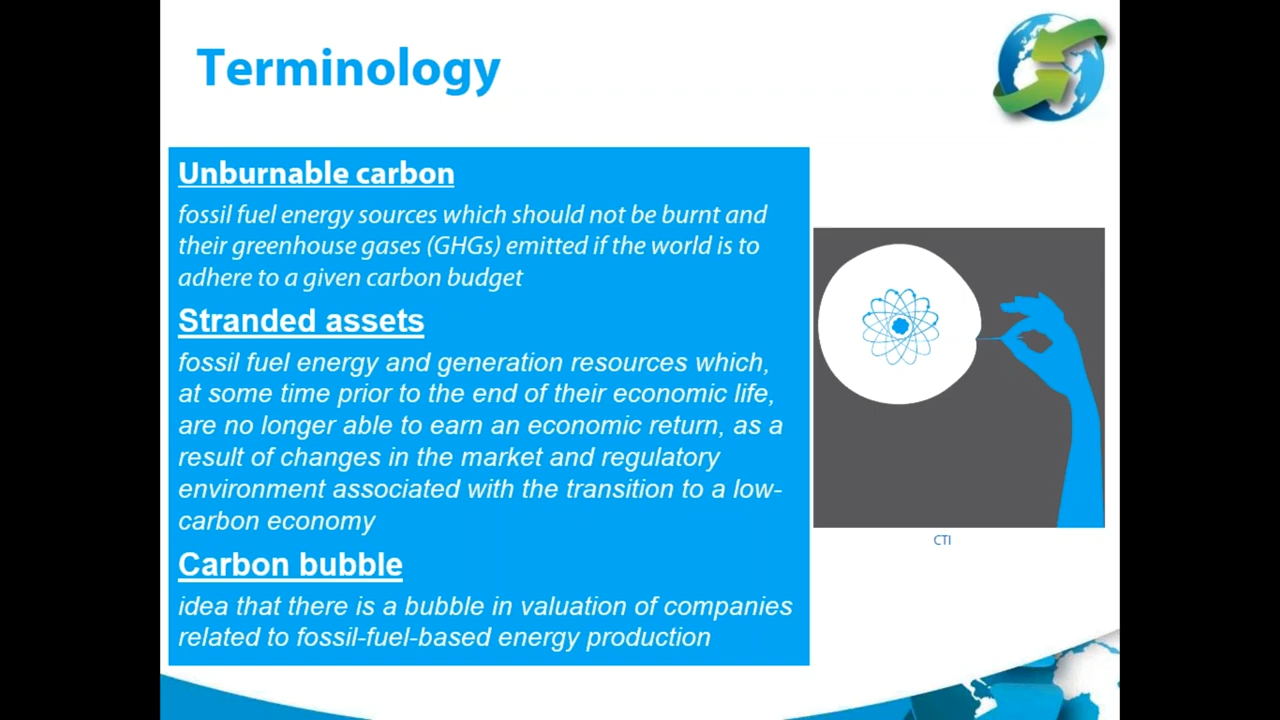 Terminology
Unburnable carbon
fossil fuel energy sources which should not be burnt and
their greenhouse gases (GHGs) emitted if the world is to
adhere to a given carbon budget
Stranded assets
fossil fuel energy and generation resources which,
at some time prior to the end of their economic life,
are no longer able to earn an economic return, as a
result of changes in the market and regulatory
environment associated with the transition to a low-
carbon economy
Carbon bubble
idea that there is a bubble in valuation of companies
related to fossil-fuel-based energy production
CTI